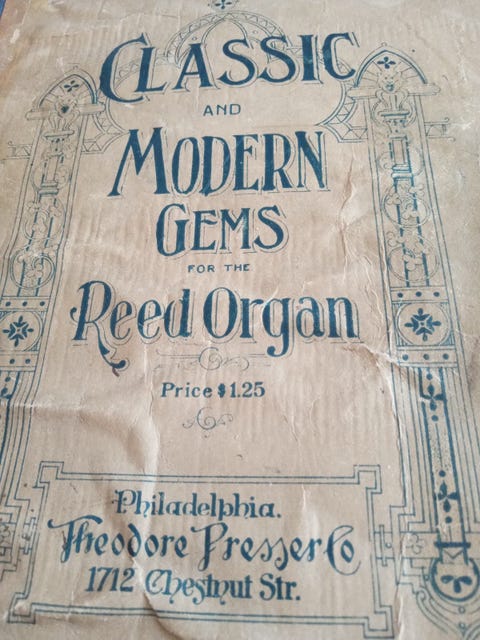 CLASSIC
AND
MODERN
GEMS
FOR THE
Reed Organ
Price $1.25
Philadelphia.
Theodore Presser Co
1712 Chestnut Str.